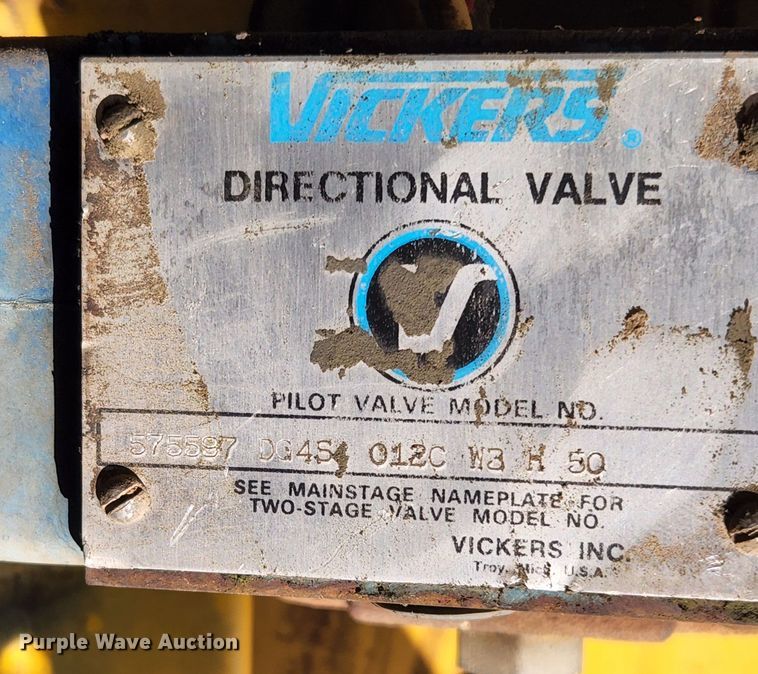 VICKERS®
DIRECTIONAL VALVE
PILOT VALVE MODEL NO.
575597 DG4S4 012C W3 H 50
SEE MAINSTAGE NAMEPLATE FOR
TWO-STAGE VALVE MODEL NO.
VICKERS INC.
Troy, Mich. U.S.A.
Purple Wave Auction